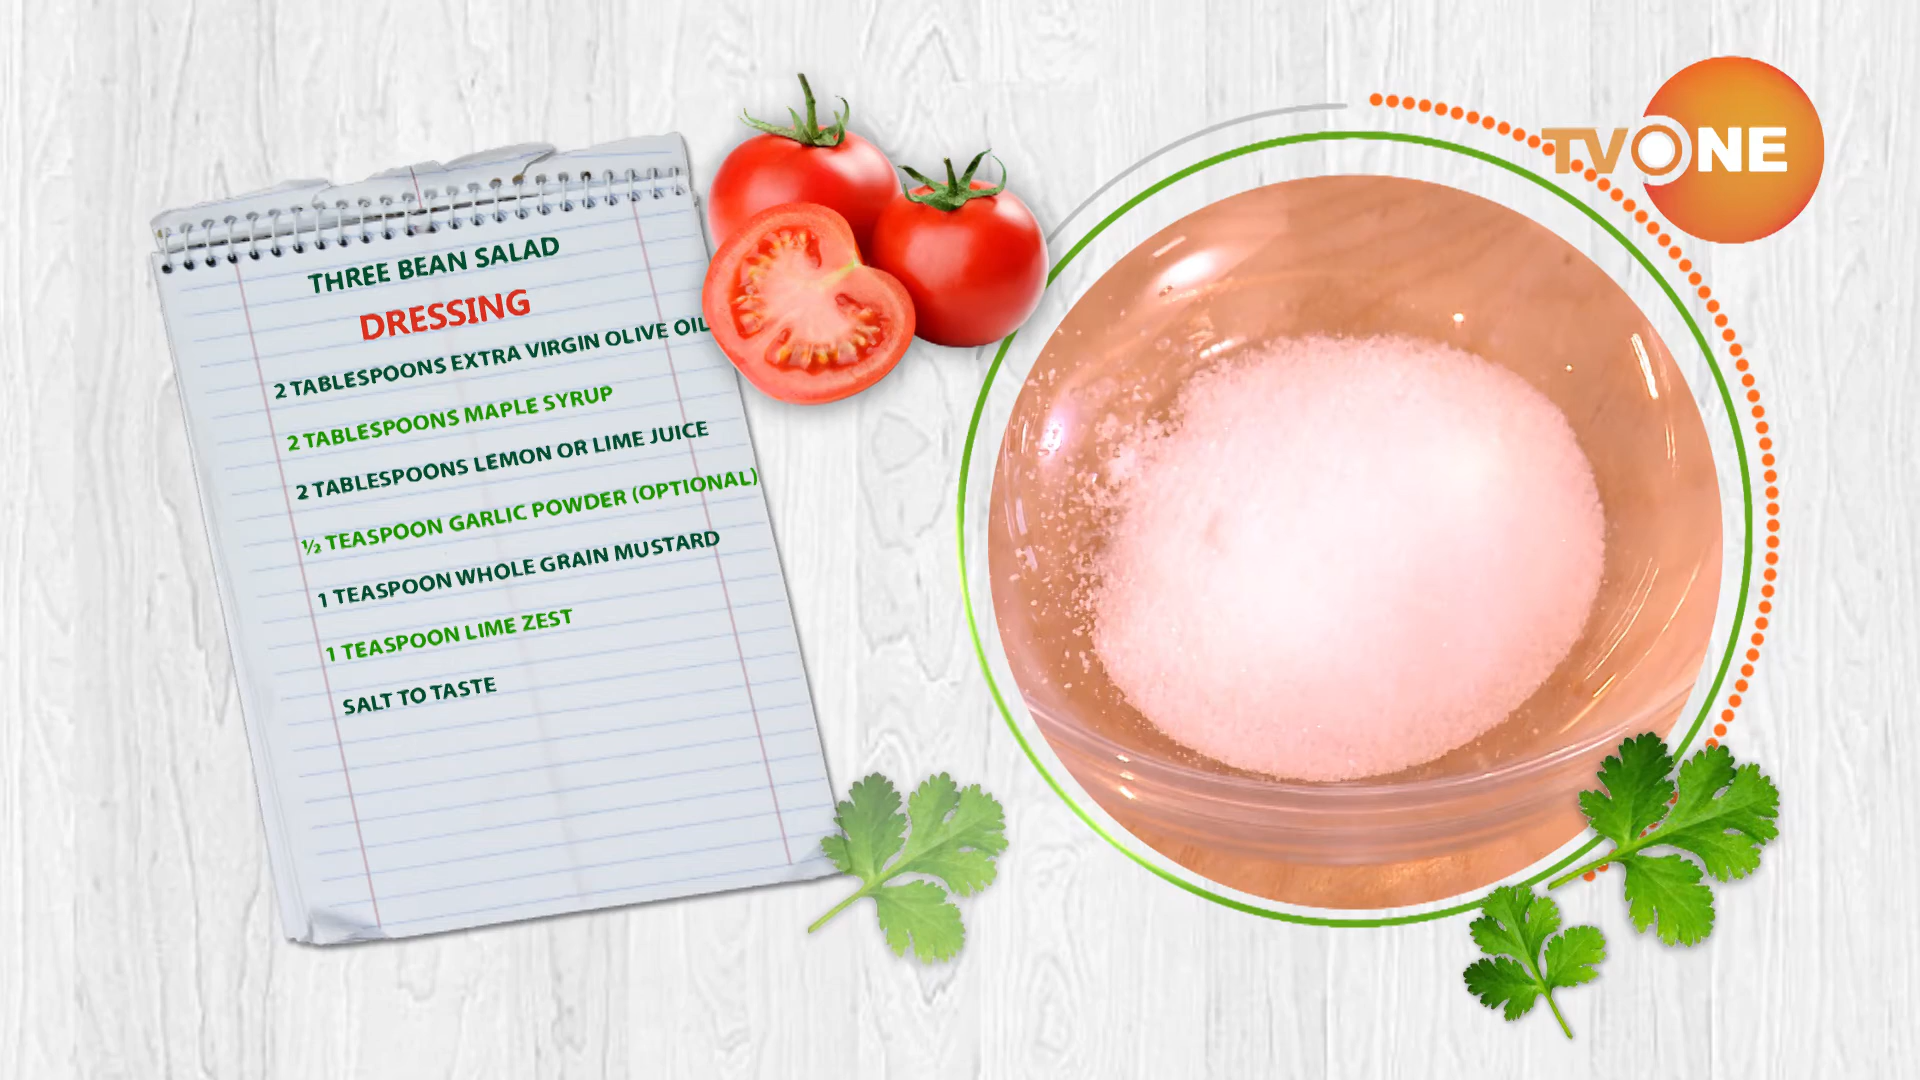 THREE BEAN SALAD
DRESSING
2 TABLESPOONS EXTRA VIRGIN OLIVE OIL
2 TABLESPOONS MAPLE SYRUP
2 TABLESPOONS LEMON OR LIME JUICE
½ TEASPOON GARLIC POWDER (OPTIONAL)
1 TEASPOON WHOLE GRAIN MUSTARD
1 TEASPOON LIME ZEST
SALT TO TASTE
TVONE